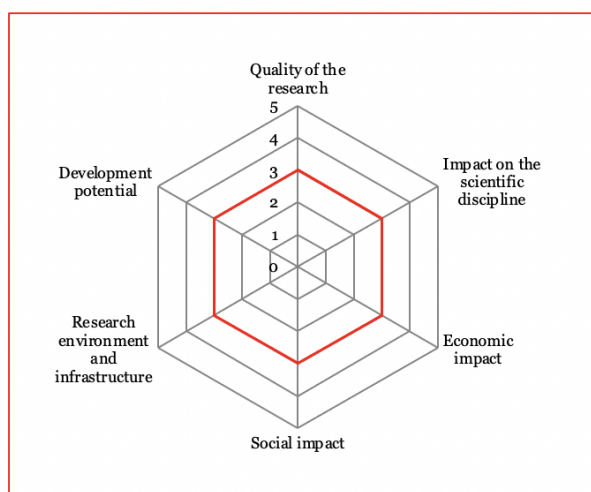 Quality of the
research
5
4
3
2
1
0
Impact on the
scientific
discipline
Economic
impact
Social impact
Research
environment
and
infrastructure
Development
potential